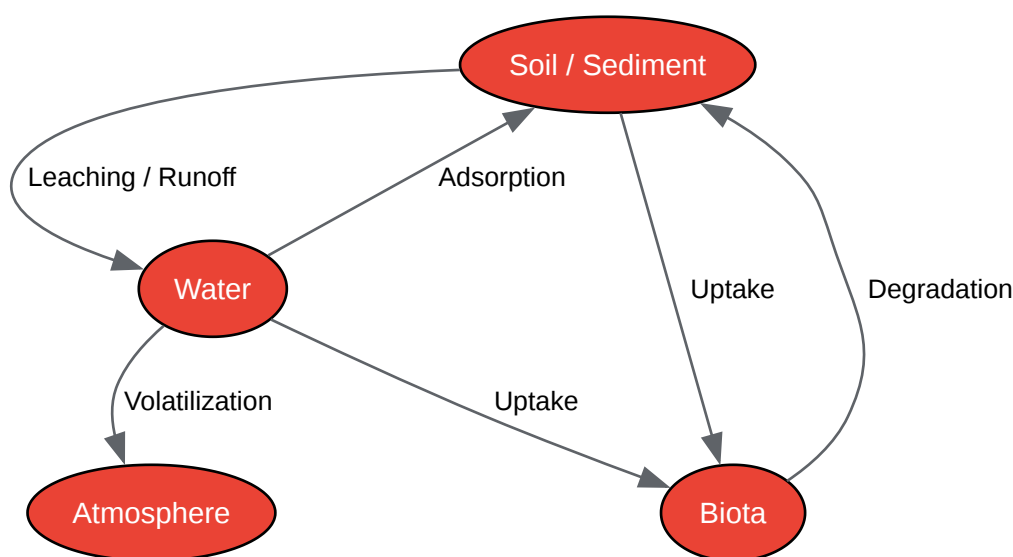 Soil / Sediment
Leaching / Runoff
Adsorption
Water
Uptake
Degradation
Volatilization
Uptake
Atmosphere
Biota